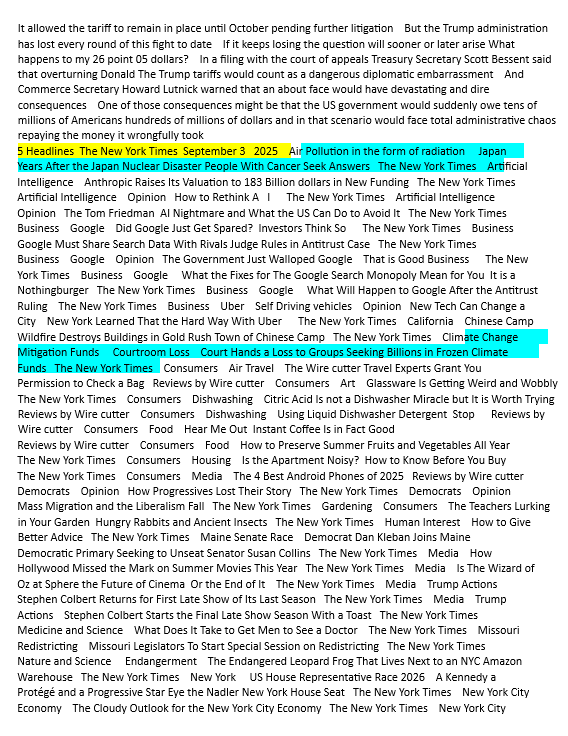 It allowed the tariff to remain in place until October pending further litigation    But the Trump administration
has lost every round of this fight to date    If it keeps losing the question will sooner or later arise What
happens to my 26 point 05 dollars?   In a filing with the court of appeals Treasury Secretary Scott Bessent said
that overturning Donald The Trump tariffs would count as a dangerous diplomatic embarrassment    And
Commerce Secretary Howard Lutnick warned that an about face would have devastating and dire
consequences    One of those consequences might be that the US government would suddenly owe tens of
millions of Americans hundreds of millions of dollars and in that scenario would face total administrative chaos
repaying the money it wrongfully took
5 Headlines  The New York Times  September 3   2025    Air Pollution in the form of radiation     Japan
Years After the Japan Nuclear Disaster People With Cancer Seek Answers   The New York Times    Artificial
Intelligence    Anthropic Raises Its Valuation to 183 Billion dollars in New Funding   The New York Times
Artificial Intelligence    Opinion   How to Rethink A   I      The New York Times    Artificial Intelligence
Opinion   The Tom Friedman  AI Nightmare and What the US Can Do to Avoid It   The New York Times
Business    Google    Did Google Just Get Spared?  Investors Think So      The New York Times    Business
Google Must Share Search Data With Rivals Judge Rules in Antitrust Case   The New York Times
Business    Google    Opinion   The Government Just Walloped Google    That is Good Business     The New
York Times    Business    Google     What the Fixes for The Google Search Monopoly Mean for You  It is a
Nothingburger   The New York Times    Business    Google     What Will Happen to Google After the Antitrust
Ruling    The New York Times    Business    Uber    Self Driving vehicles    Opinion   New Tech Can Change a
City    New York Learned That the Hard Way With Uber      The New York Times    California    Chinese Camp
Wildfire Destroys Buildings in Gold Rush Town of Chinese Camp   The New York Times    Climate Change
Mitigation Funds     Courtroom Loss    Court Hands a Loss to Groups Seeking Billions in Frozen Climate
Funds   The New York Times    Consumers    Air Travel    The Wire cutter Travel Experts Grant You
Permission to Check a Bag   Reviews by Wire cutter    Consumers    Art    Glassware Is Getting Weird and Wobbly
The New York Times    Consumers    Dishwashing    Citric Acid Is not a Dishwasher Miracle but It is Worth Trying
Reviews by Wire cutter    Consumers    Dishwashing    Using Liquid Dishwasher Detergent  Stop      Reviews by
Wire cutter    Consumers    Food    Hear Me Out  Instant Coffee Is in Fact Good
Reviews by Wire cutter    Consumers    Food    How to Preserve Summer Fruits and Vegetables All Year
The New York Times    Consumers    Housing    Is the Apartment Noisy?  How to Know Before You Buy
The New York Times    Consumers    Media    The 4 Best Android Phones of 2025   Reviews by Wire cutter
Democrats    Opinion   How Progressives Lost Their Story   The New York Times    Democrats    Opinion
Mass Migration and the Liberalism Fall   The New York Times    Gardening    Consumers   The Teachers Lurking
in Your Garden  Hungry Rabbits and Ancient Insects   The New York Times    Human Interest    How to Give
Better Advice   The New York Times    Maine Senate Race    Democrat Dan Kleban Joins Maine
Democratic Primary Seeking to Unseat Senator Susan Collins   The New York Times    Media    How
Hollywood Missed the Mark on Summer Movies This Year   The New York Times    Media    Is The Wizard of
Oz at Sphere the Future of Cinema  Or the End of It    The New York Times    Media    Trump Actions
Stephen Colbert Returns for First Late Show of Its Last Season   The New York Times    Media    Trump
Actions    Stephen Colbert Starts the Final Late Show Season With a Toast   The New York Times
Medicine and Science    What Does It Take to Get Men to See a Doctor    The New York Times    Missouri
Redistricting    Missouri Legislators To Start Special Session on Redistricting   The New York Times
Nature and Science     Endangerment    The Endangered Leopard Frog That Lives Next to an NYC Amazon
Warehouse   The New York Times    New York     US House Representative Race 2026    A Kennedy a
Protégé and a Progressive Star Eye the Nadler New York House Seat   The New York Times    New York City
Economy    The Cloudy Outlook for the New York City Economy   The New York Times    New York City